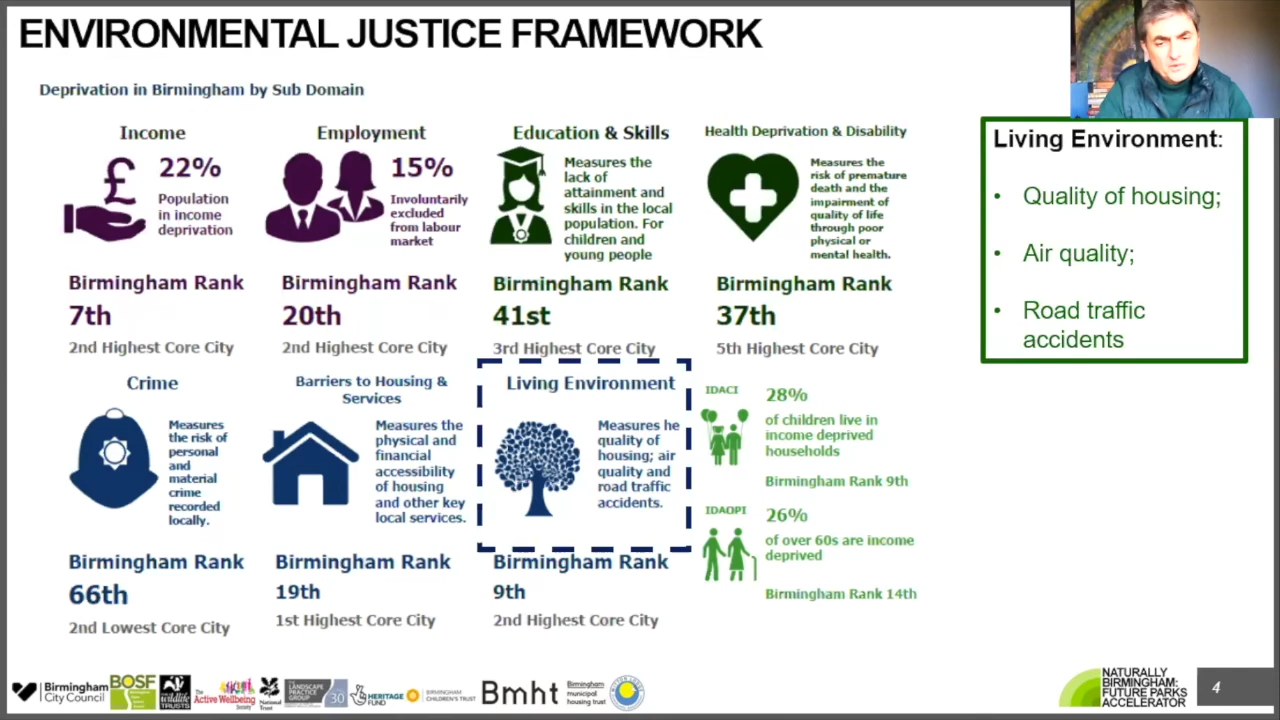 ENVIRONMENTAL JUSTICE FRAMEWORK
Deprivation in Birmingham by Sub Domain
Income
22%
Population
in income
deprivation
Birmingham Rank
7th
2nd Highest Core City
Employment
15%
Involuntarily
excluded
from labour
market
Birmingham Rank
20th
2nd Highest Core City
Education & Skills
Measures the
lack of
attainment and
skills in the local
population. For
children and
young people
Birmingham Rank
41st
3rd Highest Core City
Health Deprivation & Disability
Measures the
risk of premature
death and the
impairment of
quality of life
through poor
physical or
mental health.
Birmingham Rank
37th
5th Highest Core City
Living Environment:
• Quality of housing;
• Air quality;
• Road traffic
accidents
Crime
Measures
the risk of
personal
and
material
crime
recorded
locally.
Birmingham Rank
66th
2nd Lowest Core City
Barriers to Housing &
Services
Measures the
physical and
financial
accessibility
of housing
and other key
local services.
Birmingham Rank
19th
1st Highest Core City
Living Environment
Measures he
quality of
housing; air
quality and
road traffic
accidents.
Birmingham Rank
9th
2nd Highest Core City
IDACI
28%
of children live in
income deprived
households
Birmingham Rank 9th
IDAOPI
26%
of over 60s are income
deprived
Birmingham Rank 14th
Birmingham
City Council
BOSF
wildlife
TRUSTS
The
Active Wellbeing
Society
National
Trust
LANDSCAPE
PRACTICE
GROUP
30
HERITAGE
FUND
BIRMINGHAM
CHILDREN'S TRUST
Bmht
Birmingham
municipal
housing trust
NATURALLY
BIRMINGHAM:
FUTURE PARKS
ACCELERATOR
4